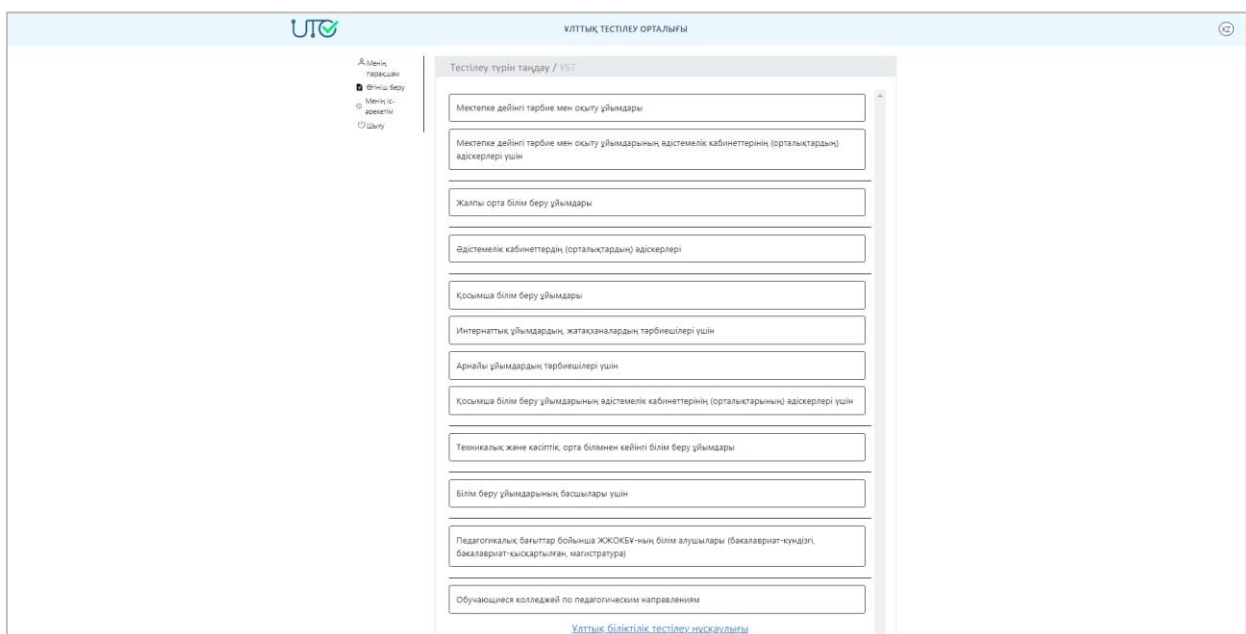 ҰТО
ҰЛТТЫҚ ТЕСТІЛЕУ ОРТАЛЫҒЫ
KZ
Менің
парақшам
Өтініш беру
Менің іс-
әрекетім
Шығу
Тестілеу түрін таңдау / ҰБТ
Мектепке дейінгі тәрбие мен оқыту ұйымдары
Мектепке дейінгі тәрбие мен оқыту ұйымдарының әдістемелік кабинеттерінің (орталықтардың)
әдіскерлері үшін
Жалпы орта білім беру ұйымдары
Әдістемелік кабинеттердің (орталықтардың) әдіскерлері
Қосымша білім беру ұйымдары
Интернаттық ұйымдардың, жатақханалардың тәрбиешілері үшін
Арнайы ұйымдардың тәрбиешілері үшін
Қосымша білім беру ұйымдарының әдістемелік кабинеттерінің (орталықтарының) әдіскерлері үшін
Техникалық және кәсіптік, орта білімнен кейінгі білім беру ұйымдары
Білім беру ұйымдарының басшылары үшін
Педагогикалық бағыттар бойынша ЖЖОКБҰ-ның білім алушылары (бакалавриат-күндізгі,
бакалавриат-қысқартылған, магистратура)
Обучающиеся колледжей по педагогическим направлениям
Ұлттық біліктілік тестілеу нұсқаулығы